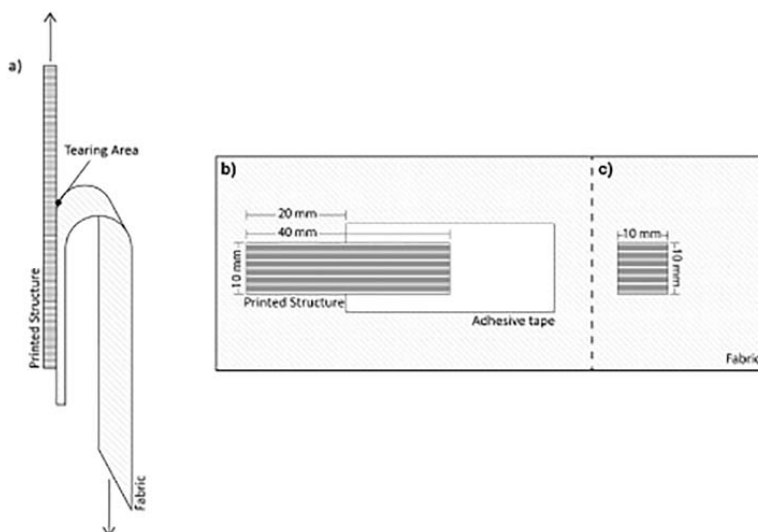 a)
Tearing Area
Printed Structure
Fabric
b)
20 mm
40 mm
10 mm
Printed Structure
Adhesive tape
c)
10 mm
10 mm
Fabric